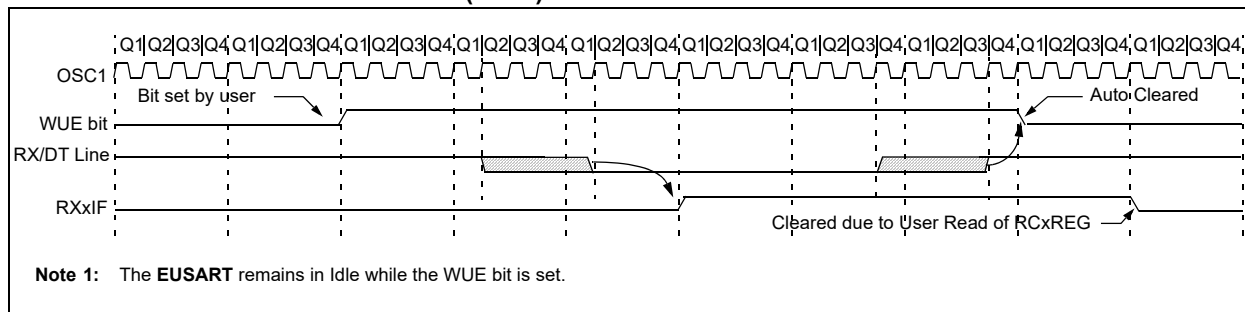 Q1|Q2|Q3|Q4 Q1|Q2|Q3|Q4 Q1|Q2|Q3|Q4 Q1|Q2|Q3|Q4 Q1|Q2|Q3|Q4 Q1|Q2|Q3|Q4 Q1|Q2|Q3|Q4 Q1|Q2|Q3|Q4 Q1|Q2|Q3|Q4 Q1|Q2|Q3|Q4
OSC1
Bit set by user
Auto Cleared
WUE bit
RX/DT Line
RXxIF
Cleared due to User Read of RCxREG
Note 1: The EUSART remains in Idle while the WUE bit is set.